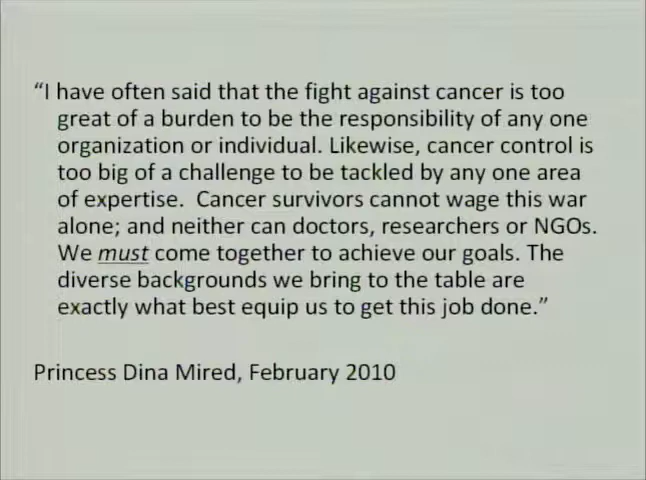 “I have often said that the fight against cancer is too
great of a burden to be the responsibility of any one
organization or individual. Likewise, cancer control is
too big of a challenge to be tackled by any one area
of expertise.  Cancer survivors cannot wage this war
alone; and neither can doctors, researchers or NGOs.
We must come together to achieve our goals. The
diverse backgrounds we bring to the table are
exactly what best equip us to get this job done.”
Princess Dina Mired, February 2010